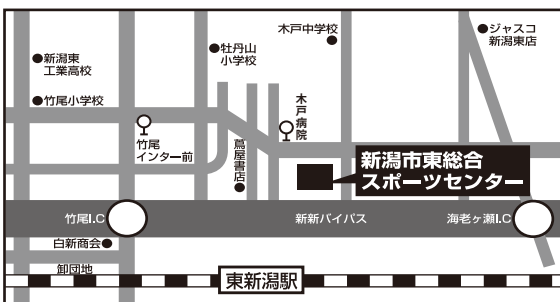 木戸中学校
ジャスコ
新潟東店
牡丹山
小学校
新潟東
工業高校
竹尾小学校
木戸病院
竹尾
インター前
蔦屋書店
新潟市東総合
スポーツセンター
竹尾I.C
新新バイパス
海老ヶ瀬I.C
白新商会
卸団地
東新潟駅